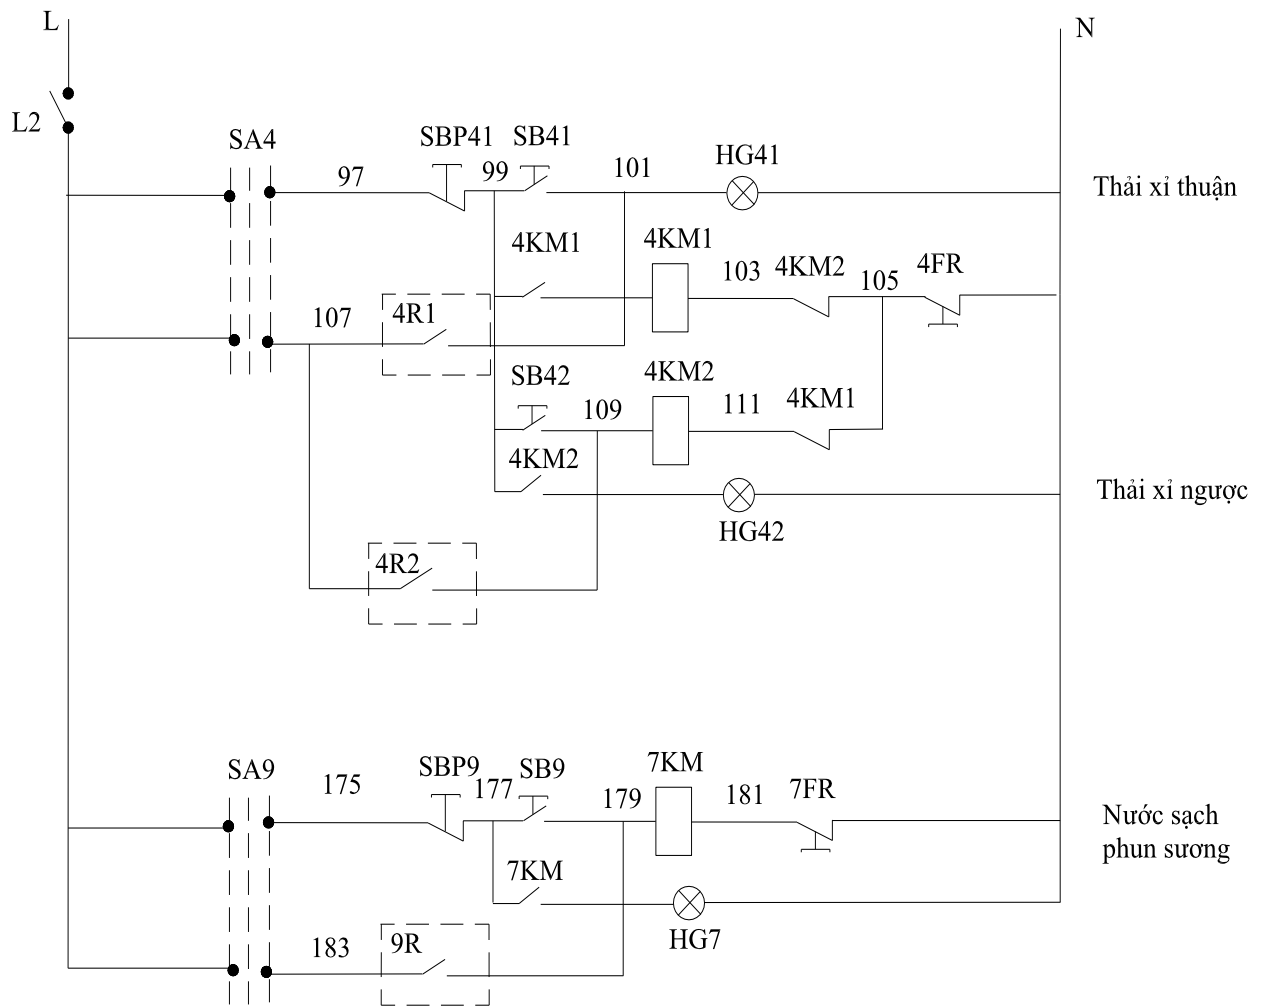 L
N
L2
SA4
SBP41
SB41
97
99
101
HG41
Thải xỉ thuận
4KM1
4KM1
103
4KM2
105
4FR
107
4R1
SB42
4KM2
109
111
4KM1
4KM2
HG42
Thải xỉ ngược
4R2
SA9
175
SBP9
177
SB9
179
7KM
181
7FR
Nước sạch
phun sương
7KM
HG7
183
9R